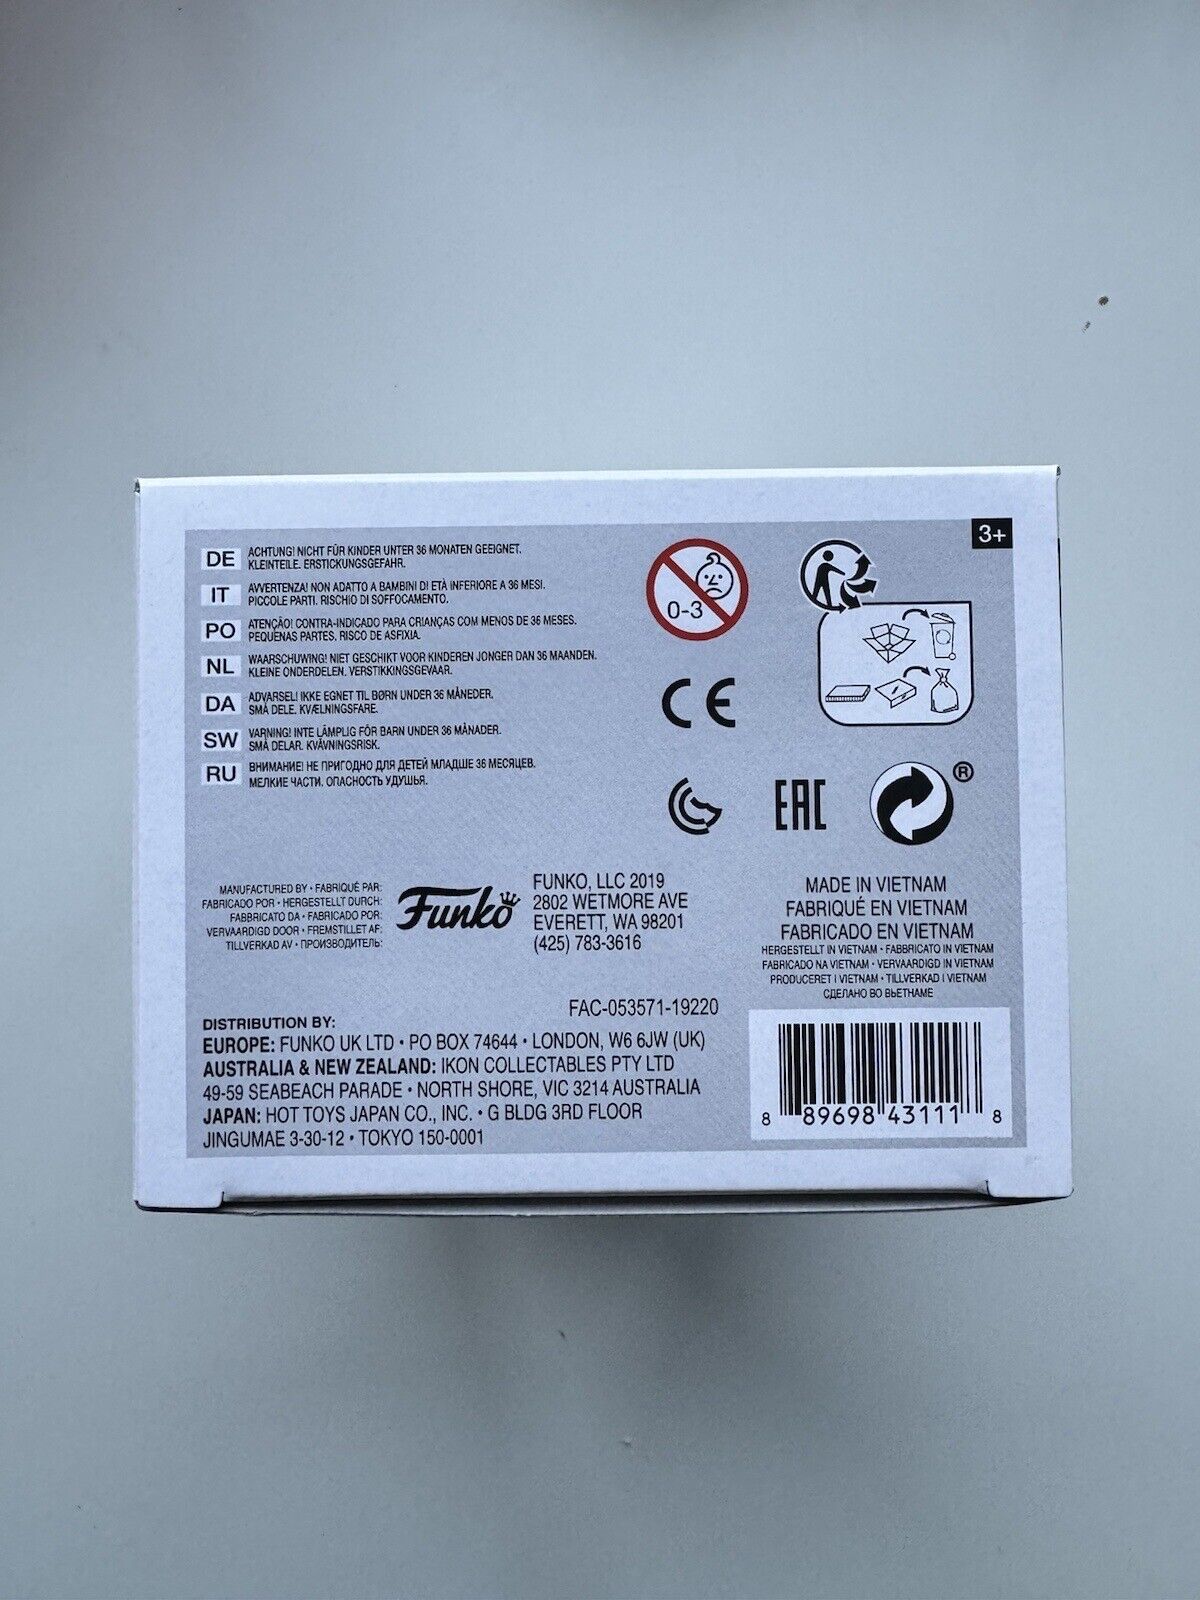 3+
DE ACHTUNG! NICHT FÜR KINDER UNTER 36 MONATEN GEEIGNET.
KLEINTEILE. ERSTICKUNGSGEFAHR.
IT AVVERTENZA! NON ADATTO A BAMBINI DI ETÀ INFERIORE A 36 MESI.
PICCOLE PARTI. RISCHIO DI SOFFOCAMENTO.
PO ATENÇÃO! CONTRA-INDICADO PARA CRIANÇAS COM MENOS DE 36 MESES.
PEQUENAS PARTES, RISCO DE ASFIXIA.
NL WAARSCHUWING! NIET GESCHIKT VOOR KINDEREN JONGER DAN 36 MAANDEN.
KLEINE ONDERDELEN. VERSTIKKINGSGEVAAR.
DA ADVARSEL! IKKE EGNET TIL BØRN UNDER 36 MÅNEDER.
SMÅ DELE. KVÆLNINGSFARE.
SW VARNING! INTE LÄMPLIG FÖR BARN UNDER 36 MÅNADER.
SMÅ DELAR. KVÄVNINGSRISK.
RU ВНИМАНИЕ! НЕ ПРИГОДНО ДЛЯ ДЕТЕЙ МЛАДШЕ 36 МЕСЯЦЕВ.
МЕЛКИЕ ЧАСТИ. ОПАСНОСТЬ УДУШЬЯ.
0-3
CE
EAC
®
MANUFACTURED BY • FABRIQUÉ PAR:
FABRICADO POR • HERGESTELLT DURCH:
FABBRICATO DA • FABRICADO POR:
VERVAARDIGD DOOR • FREMSTILLET AF:
TILLVERKAD AV • ПРОИЗВОДИТЕЛЬ:
Funko
FUNKO, LLC 2019
2802 WETMORE AVE
EVERETT, WA 98201
(425) 783-3616
MADE IN VIETNAM
FABRIQUÉ EN VIETNAM
FABRICADO EN VIETNAM
HERGESTELLT IN VIETNAM • FABBRICATO IN VIETNAM
FABRICADO NA VIETNAM • VERVAARDIGD IN VIETNAM
PRODUCERET I VIETNAM • TILLVERKAD I VIETNAM
СДЕЛАНО ВО ВЬЕТНАМЕ
FAC-053571-19220
DISTRIBUTION BY:
EUROPE: FUNKO UK LTD • PO BOX 74644 • LONDON, W6 6JW (UK)
AUSTRALIA & NEW ZEALAND: IKON COLLECTABLES PTY LTD
49-59 SEABEACH PARADE • NORTH SHORE, VIC 3214 AUSTRALIA
JAPAN: HOT TOYS JAPAN CO., INC. • G BLDG 3RD FLOOR
JINGUMAE 3-30-12 • TOKYO 150-0001
8 89698 43111 8